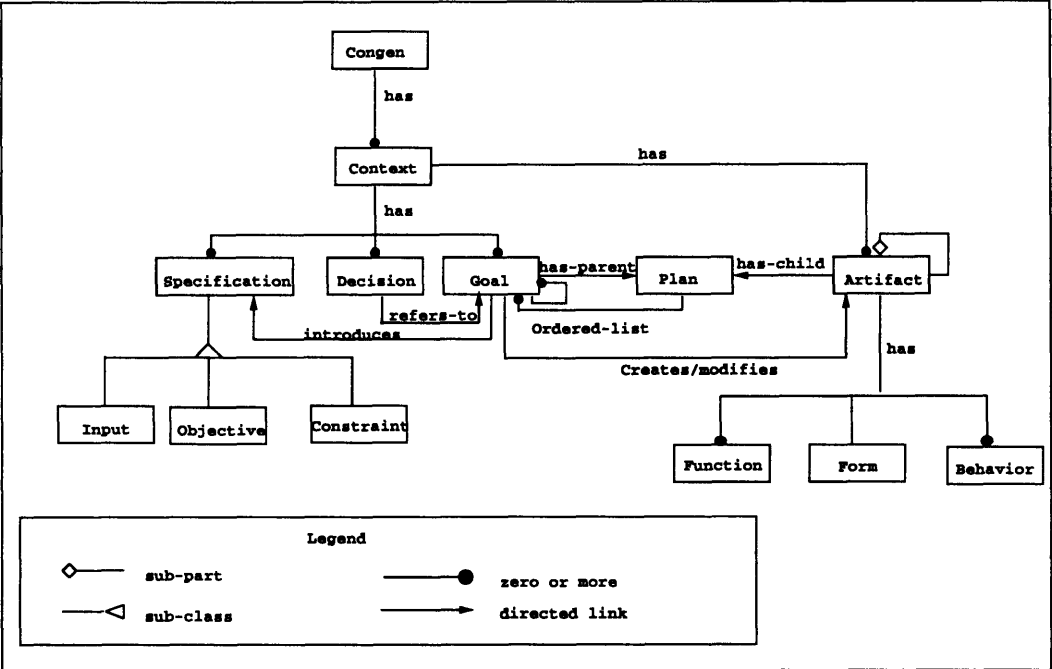 Congen
has
Context
has
has
Specification
Decision
Goal
has-parent
Plan
has-child
Artifact
refers-to
introduces
Ordered-list
Creates/modifies
has
Input
Objective
Constraint
Function
Form
Behavior
Legend
sub-part
zero or more
sub-class
directed link